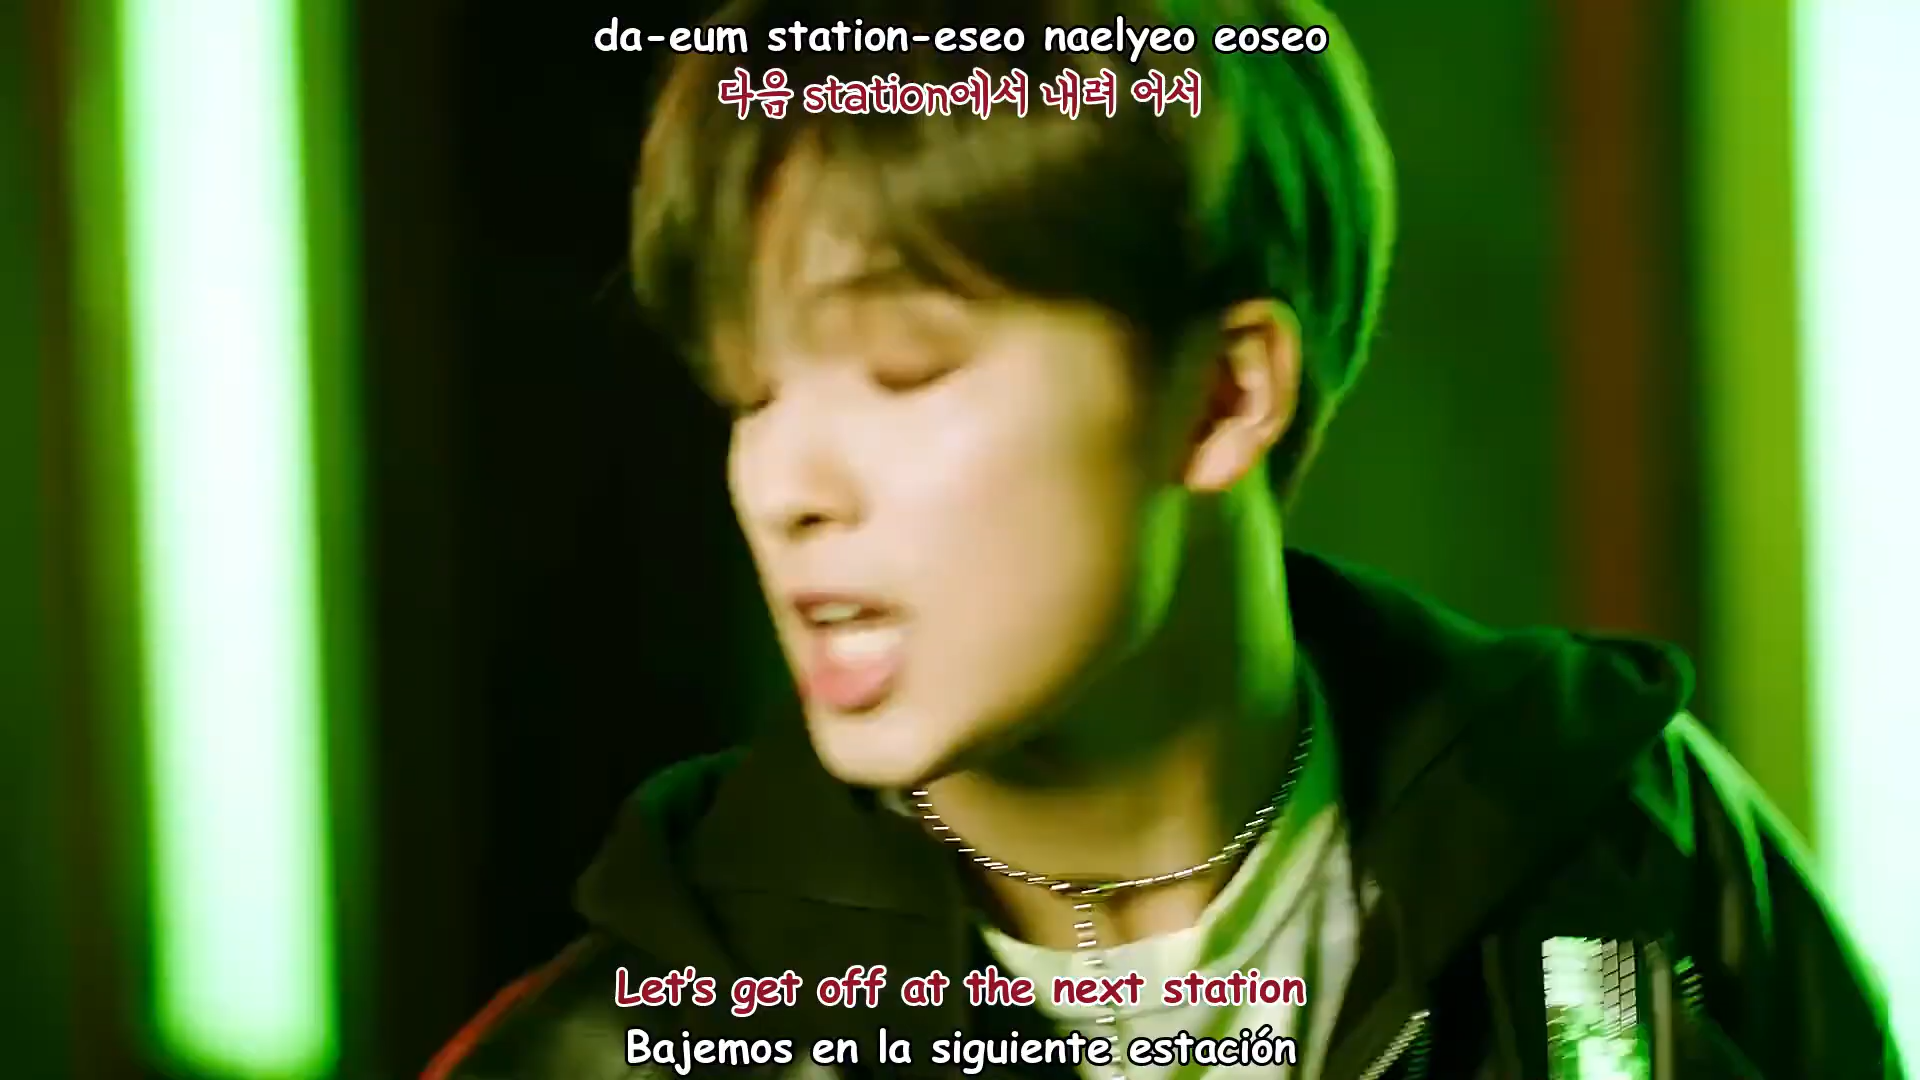 da-eum station-eseo naelyeo eoseo
다음 station에서 내려 어서
Let's get off at the next station
Bajemos en la siguiente estación